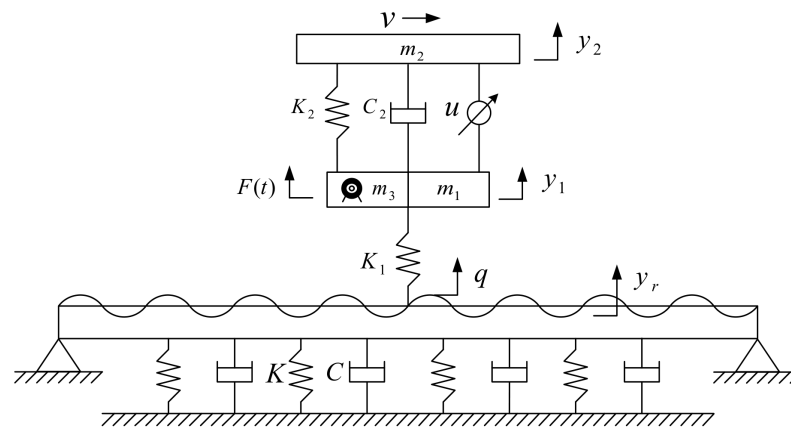 v
m₂
y₂
K₂ C₂ u
F(t) m₃ m₁ y₁
K₁ q
yᵣ
K C